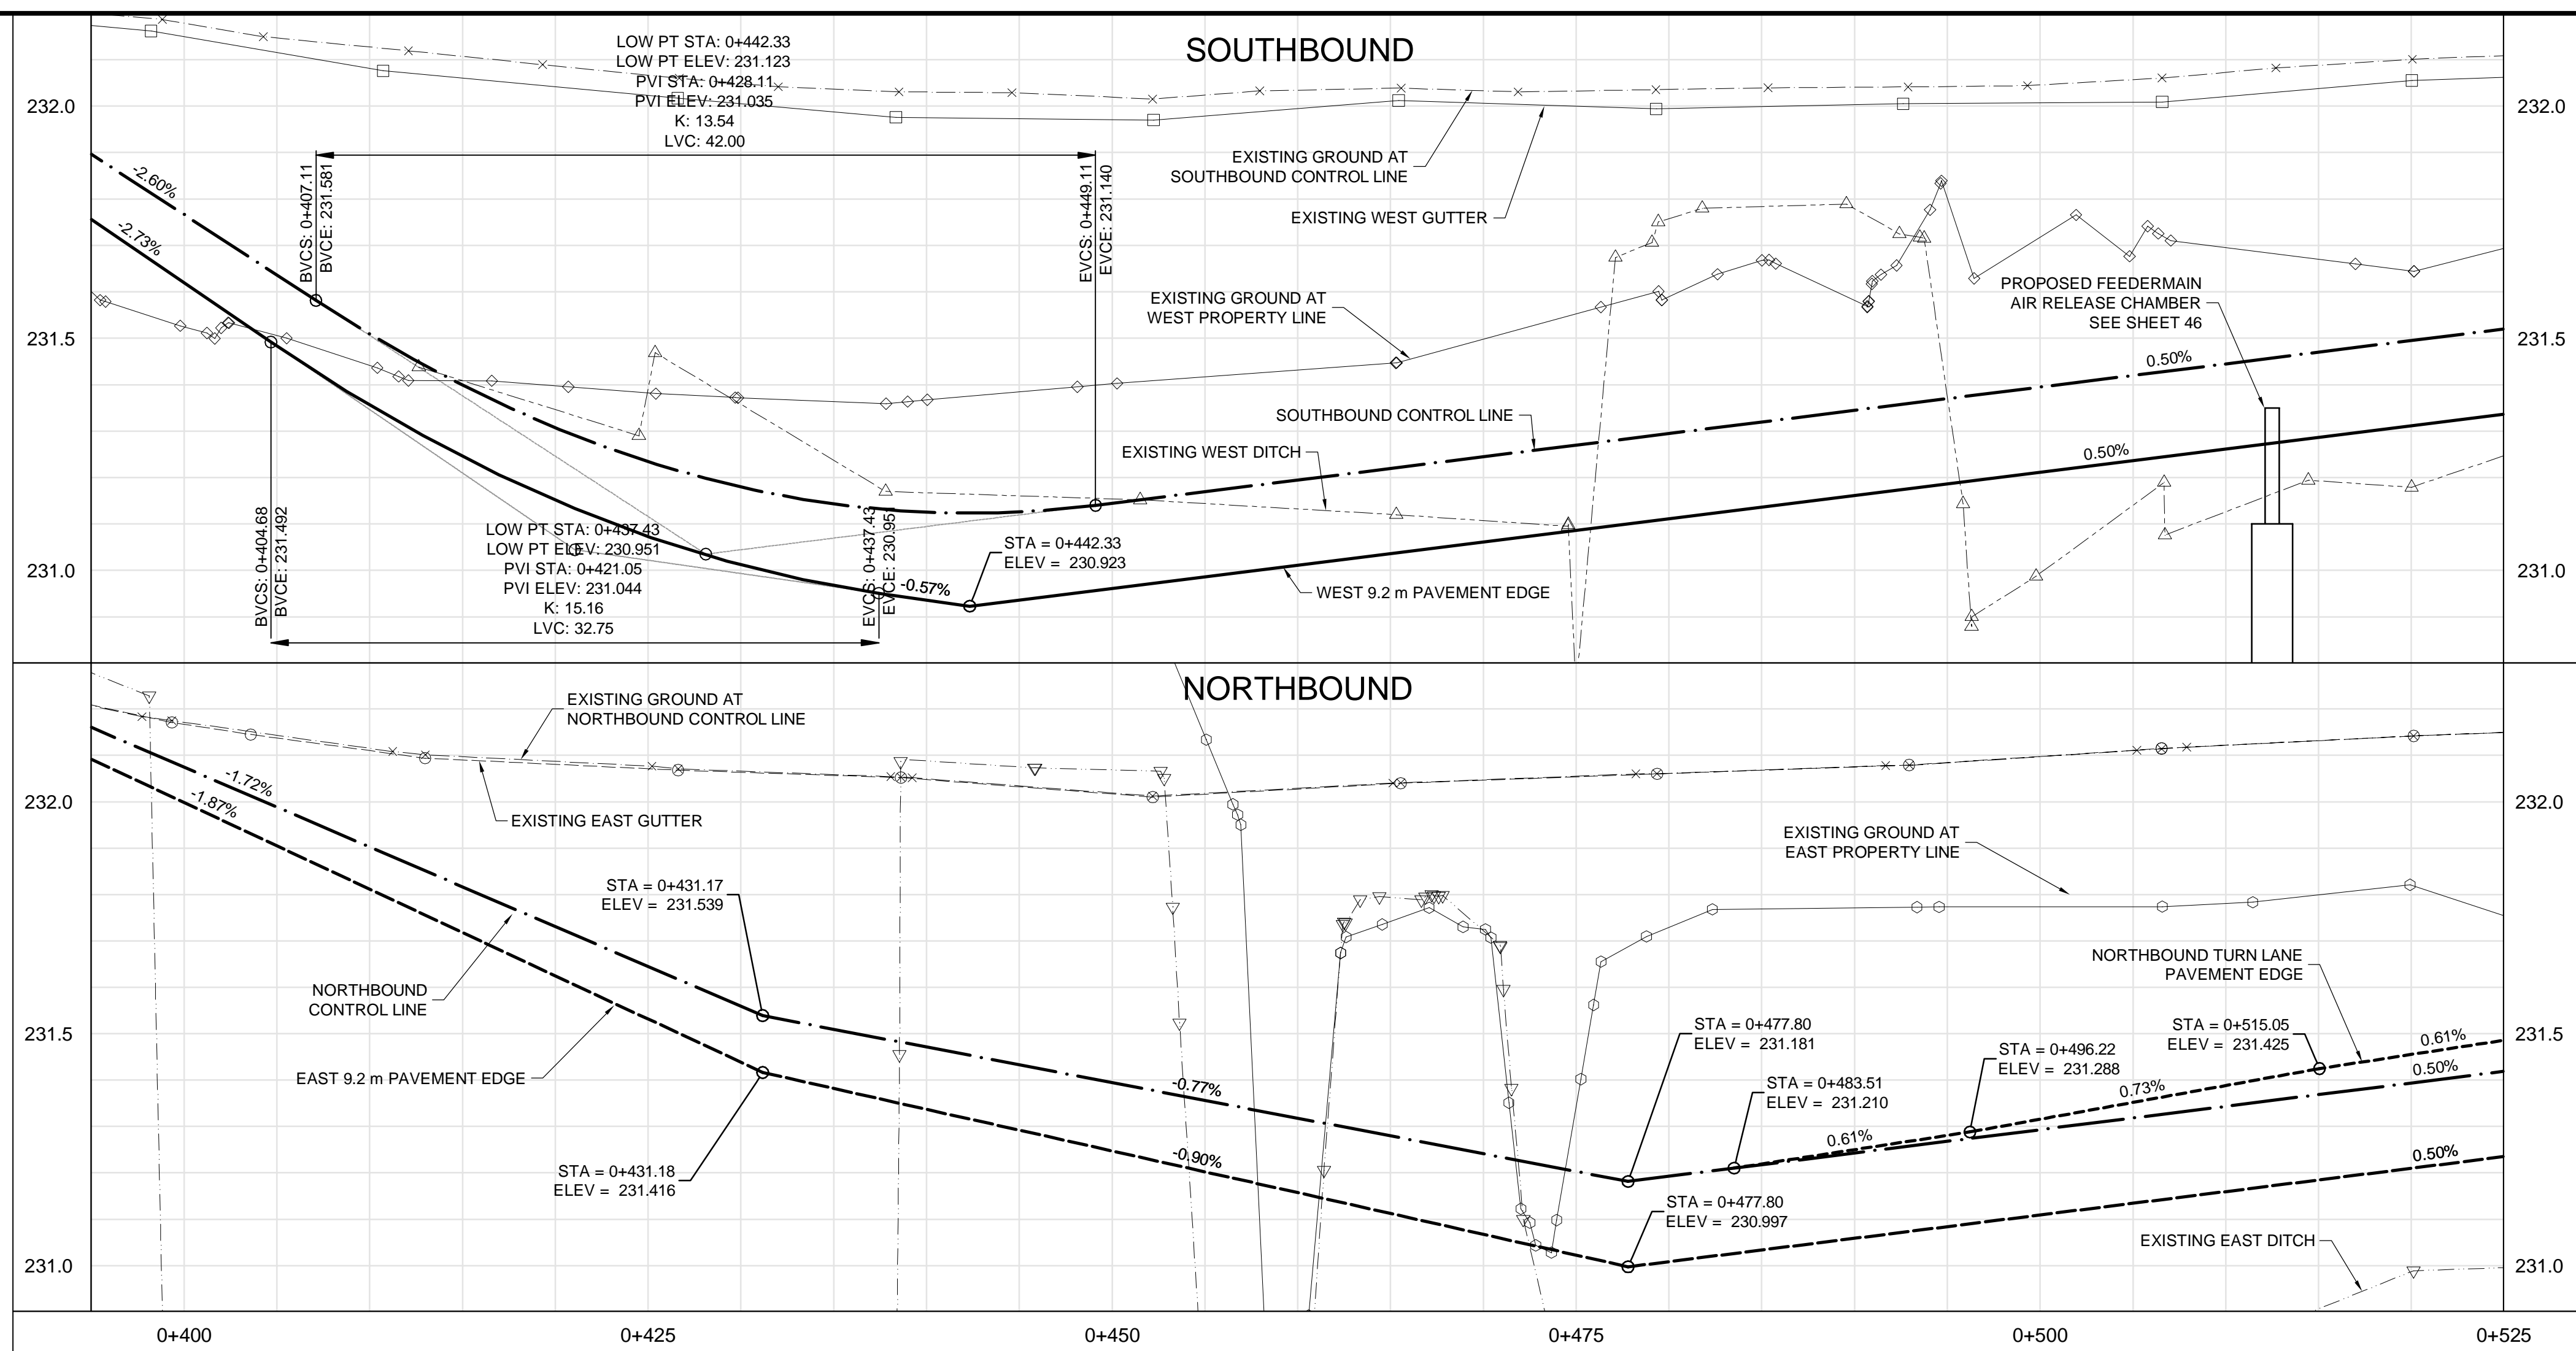 SOUTHBOUND
LOW PT STA: 0+442.33
LOW PT ELEV: 231.123
PVI STA: 0+428.11
PVI ELEV: 231.035
K: 13.54
LVC: 42.00
232.0
232.0
EXISTING GROUND AT
SOUTHBOUND CONTROL LINE
EXISTING WEST GUTTER
-2.60%
-2.73%
BVCS: 0+407.11
BVCE: 231.581
EVCS: 0+449.11
EVCE: 231.140
EXISTING GROUND AT
WEST PROPERTY LINE
PROPOSED FEEDERMAIN
AIR RELEASE CHAMBER
SEE SHEET 46
231.5
231.5
0.50%
SOUTHBOUND CONTROL LINE
EXISTING WEST DITCH
0.50%
BVCS: 0+404.68
BVCE: 231.492
LOW PT STA: 0+437.43
LOW PT ELEV: 230.951
PVI STA: 0+421.05
PVI ELEV: 231.044
K: 15.16
LVC: 32.75
EVCS: 0+437.43
EVCE: 230.951
-0.57%
STA = 0+442.33
ELEV = 230.923
231.0
231.0
WEST 9.2 m PAVEMENT EDGE
NORTHBOUND
EXISTING GROUND AT
NORTHBOUND CONTROL LINE
-1.72%
-1.87%
232.0
232.0
EXISTING EAST GUTTER
EXISTING GROUND AT
EAST PROPERTY LINE
STA = 0+431.17
ELEV = 231.539
NORTHBOUND TURN LANE
PAVEMENT EDGE
NORTHBOUND
CONTROL LINE
231.5
231.5
STA = 0+477.80
ELEV = 231.181
STA = 0+515.05
ELEV = 231.425
0.61%
STA = 0+496.22
ELEV = 231.288
0.50%
EAST 9.2 m PAVEMENT EDGE
-0.77%
STA = 0+483.51
ELEV = 231.210
0.73%
0.61%
-0.90%
0.50%
STA = 0+431.18
ELEV = 231.416
STA = 0+477.80
ELEV = 230.997
EXISTING EAST DITCH
231.0
231.0
0+400
0+425
0+450
0+475
0+500
0+525